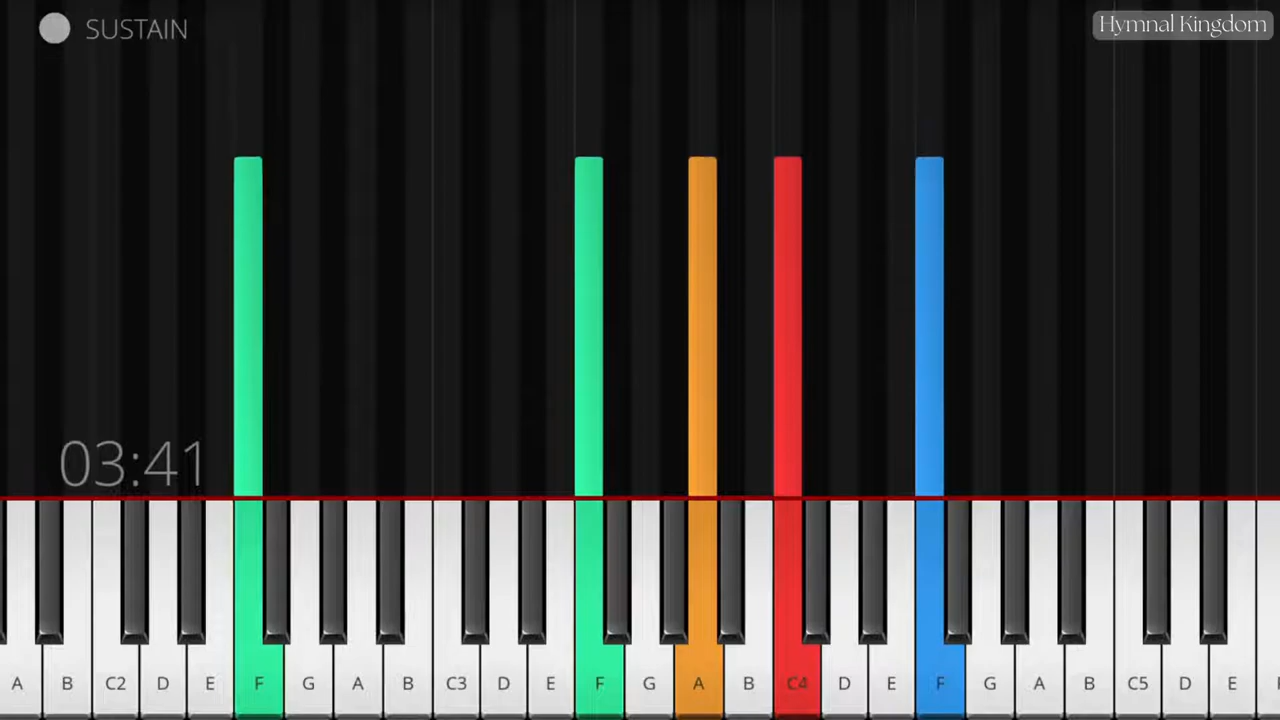 SUSTAIN
Hymnal Kingdom
03:41
A B C2 D E F G A B C3 D E F G A B C4 D E F G A B C5 D E